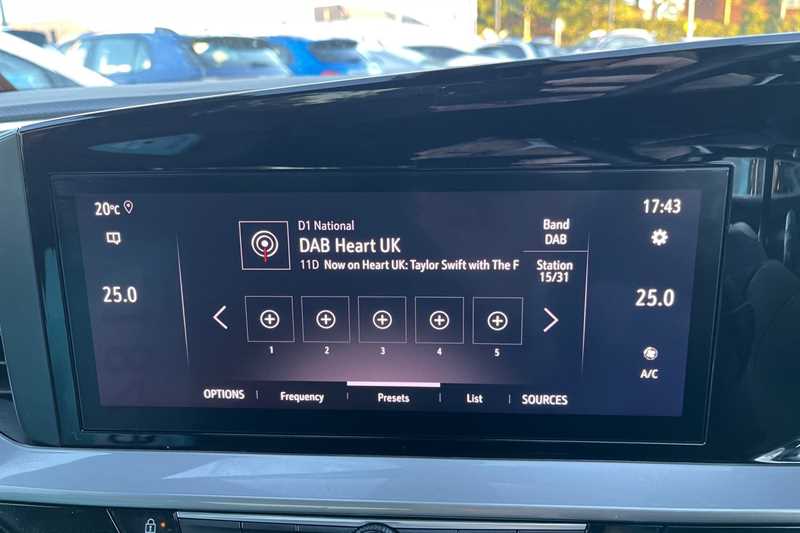 20°C
17:43
D1 National
DAB Heart UK
11D Now on Heart UK: Taylor Swift with The F
Band
DAB
Station
15/31
25.0
25.0
1 2 3 4 5
A/C
OPTIONS Frequency Presets List SOURCES